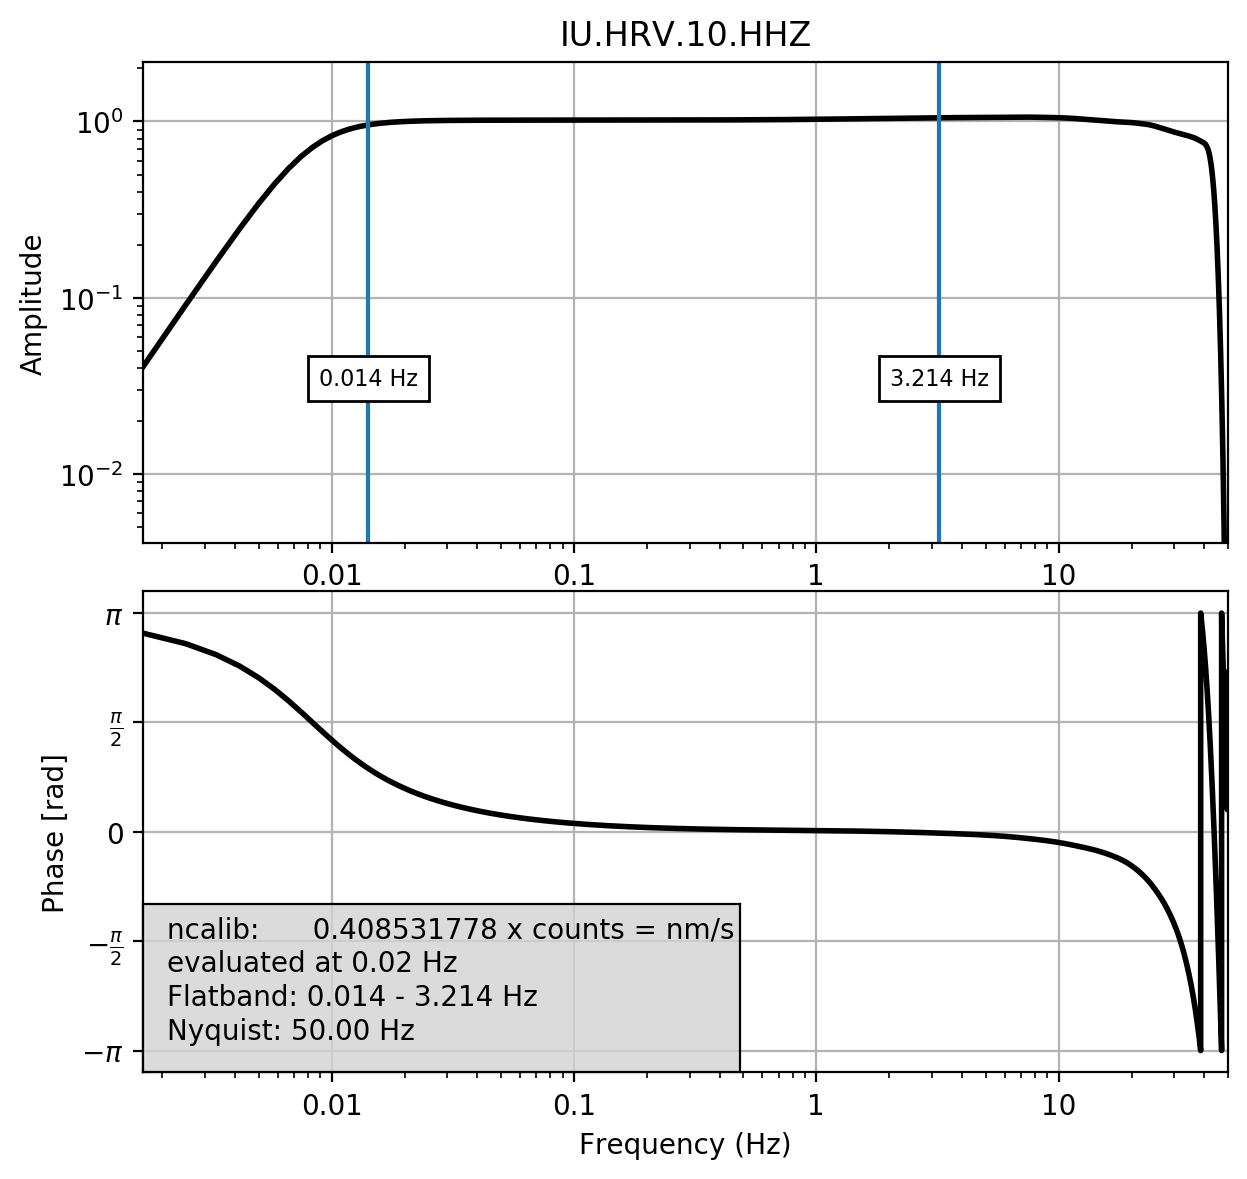 IU.HRV.10.HHZ
Amplitude
10⁰
10⁻¹
10⁻²
0.014 Hz
3.214 Hz
0.01 0.1 1 10
Phase [rad]
π
π/2
0
−π/2
−π
ncalib: 0.408531778 x counts = nm/s
evaluated at 0.02 Hz
Flatband: 0.014 - 3.214 Hz
Nyquist: 50.00 Hz
0.01 0.1 1 10
Frequency (Hz)